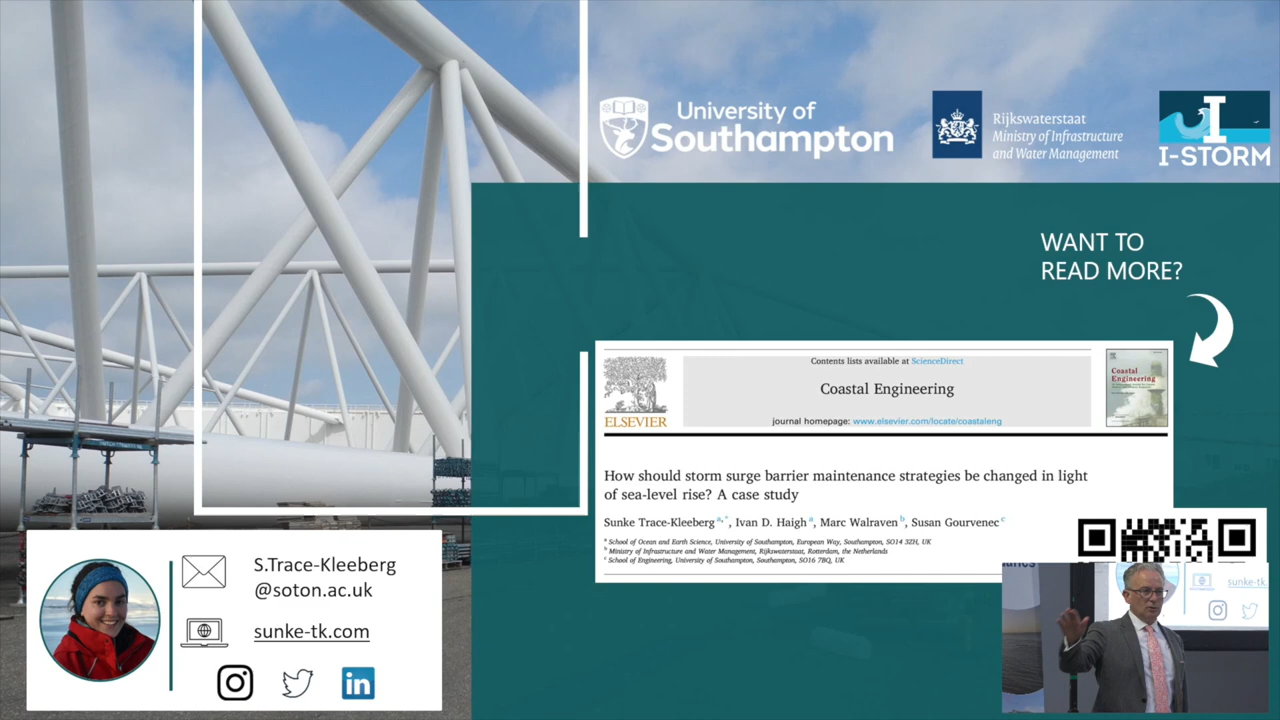 University of
Southampton
Rijkswaterstaat
Ministry of Infrastructure
and Water Management
I
I-STORM
WANT TO
READ MORE?
Contents lists available at ScienceDirect
Coastal Engineering
journal homepage: www.elsevier.com/locate/coastaleng
ELSEVIER
Coastal
Engineering
How should storm surge barrier maintenance strategies be changed in light
of sea-level rise? A case study
Sunke Trace-Kleeberg a,*, Ivan D. Haigh a, Marc Walraven b, Susan Gourvenec c
a School of Ocean and Earth Science, University of Southampton, European Way, Southampton, SO14 3ZH, UK
b Ministry of Infrastructure and Water Management, Rijkswaterstaat, Rotterdam, the Netherlands
c School of Engineering, University of Southampton, Southampton, SO16 7BQ, UK
S.Trace-Kleeberg
@soton.ac.uk
sunke-tk.com
in
sunke-tk.